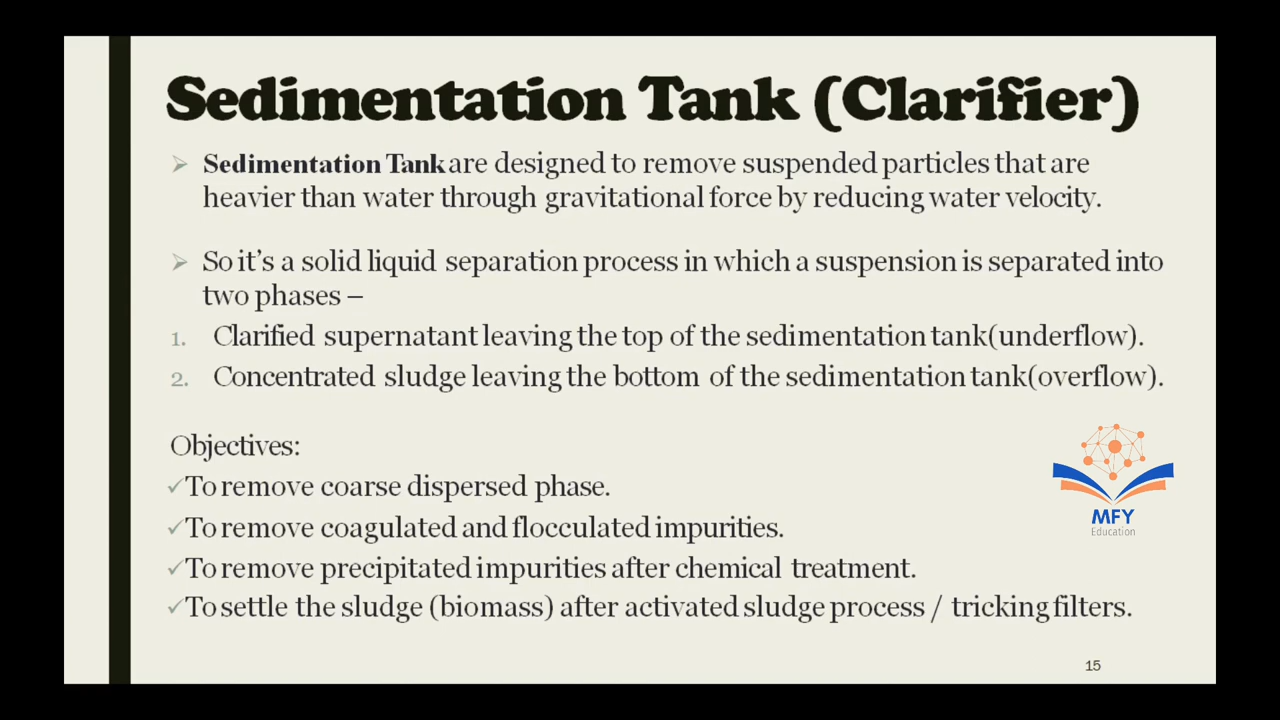 Sedimentation Tank (Clarifier)
Sedimentation Tank are designed to remove suspended particles that are
heavier than water through gravitational force by reducing water velocity.
So it's a solid liquid separation process in which a suspension is separated into
two phases –
1. Clarified supernatant leaving the top of the sedimentation tank(underflow).
2. Concentrated sludge leaving the bottom of the sedimentation tank(overflow).
Objectives:
To remove coarse dispersed phase.
To remove coagulated and flocculated impurities.
To remove precipitated impurities after chemical treatment.
To settle the sludge (biomass) after activated sludge process / tricking filters.
MFY
Education
15